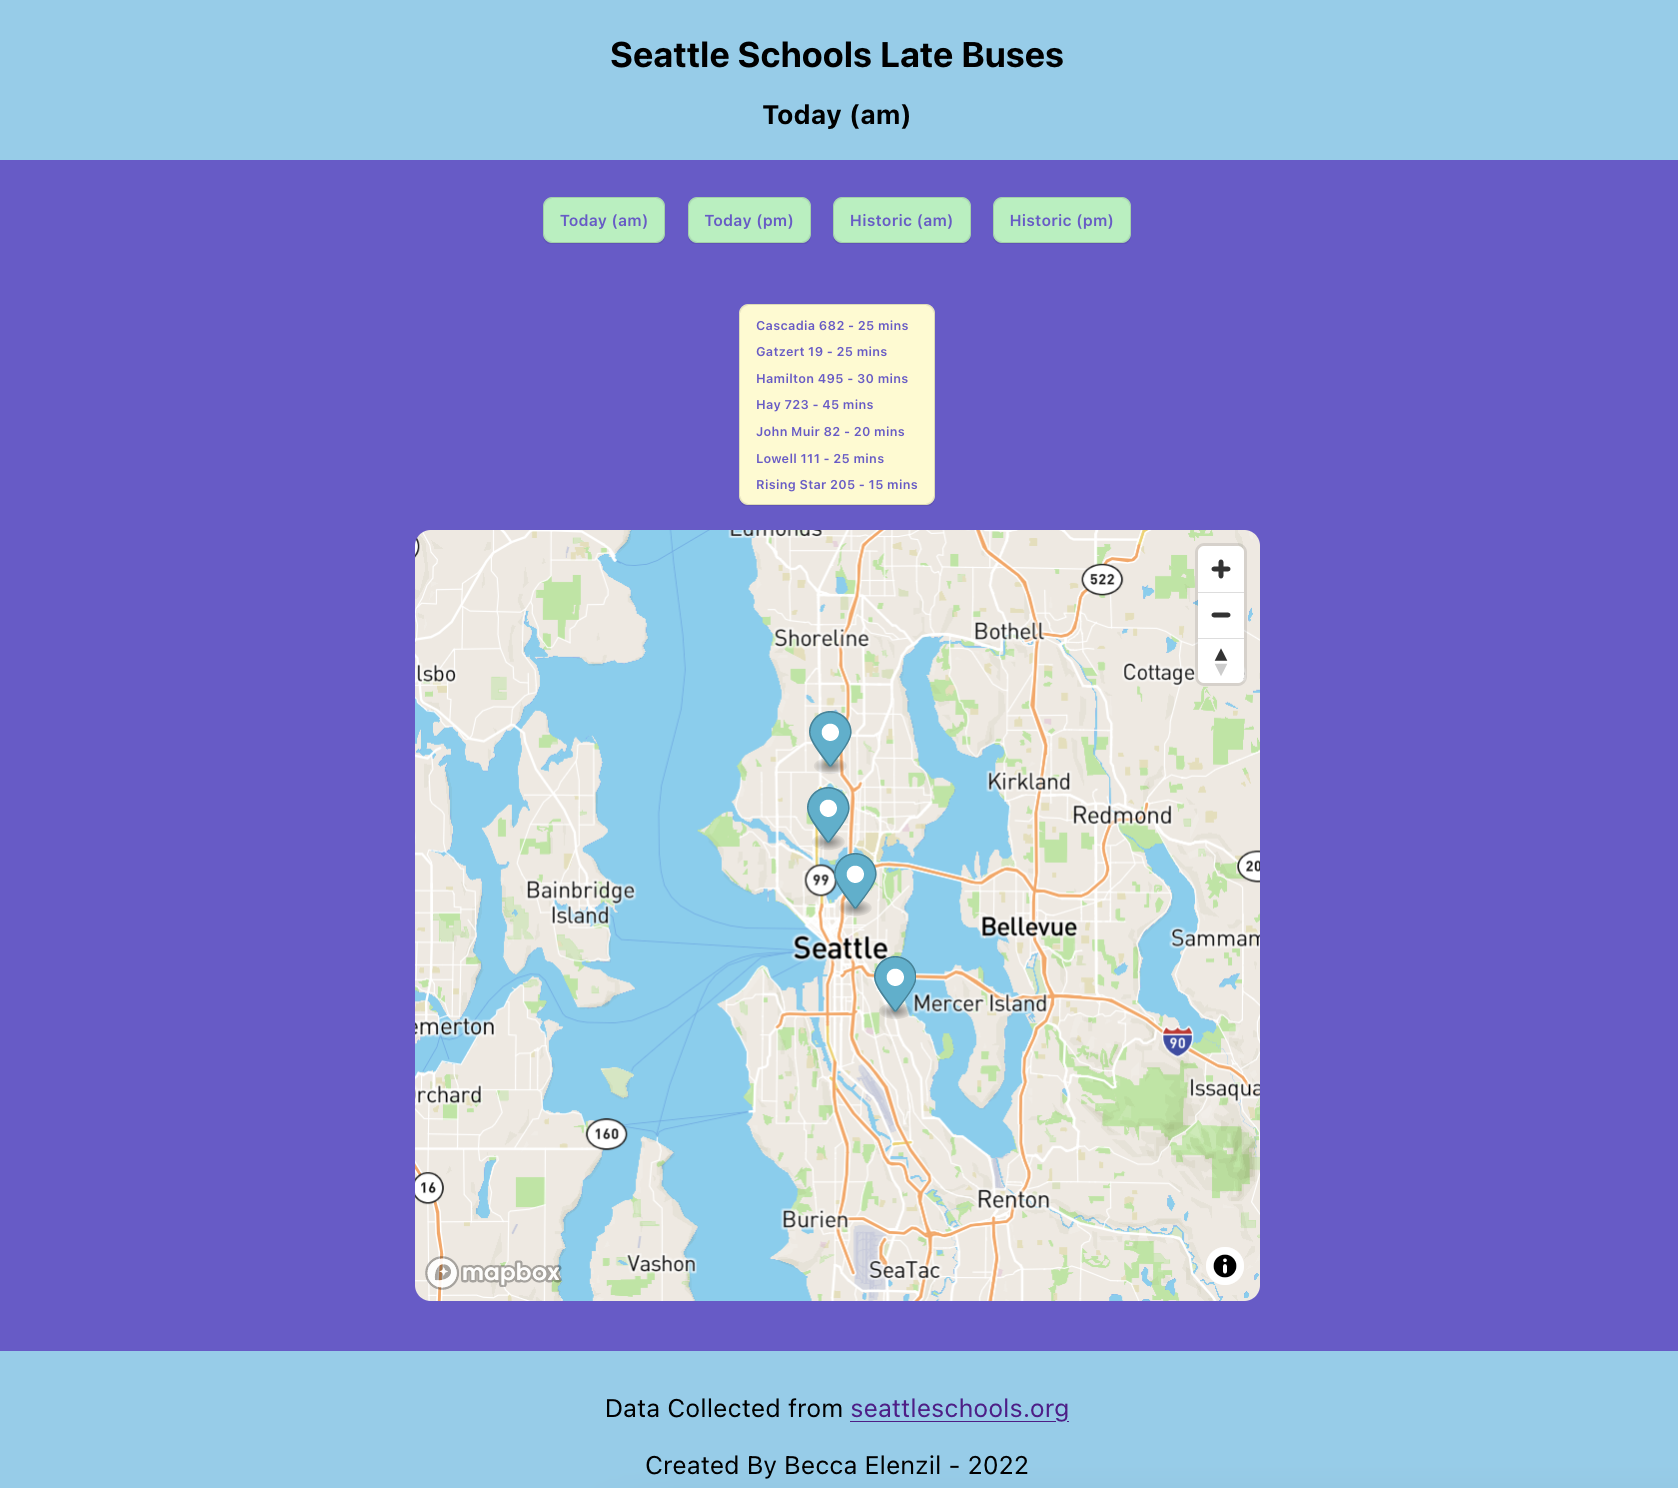 Seattle Schools Late Buses
Today (am)
Today (am) Today (pm) Historic (am) Historic (pm)
Cascadia 682 - 25 mins
Gatzert 19 - 25 mins
Hamilton 495 - 30 mins
Hay 723 - 45 mins
John Muir 82 - 20 mins
Lowell 111 - 25 mins
Rising Star 205 - 15 mins
Edmonds
522
Shoreline
Bothell
lsbo
Cottage
Kirkland
Redmond
20
99
Bainbridge
Island
Bellevue
Seattle
Sammam
Mercer Island
emerton
90
rchard
Issaqua
160
16
Renton
Burien
Vashon
SeaTac
mapbox
Data Collected from seattleschools.org
Created By Becca Elenzil - 2022